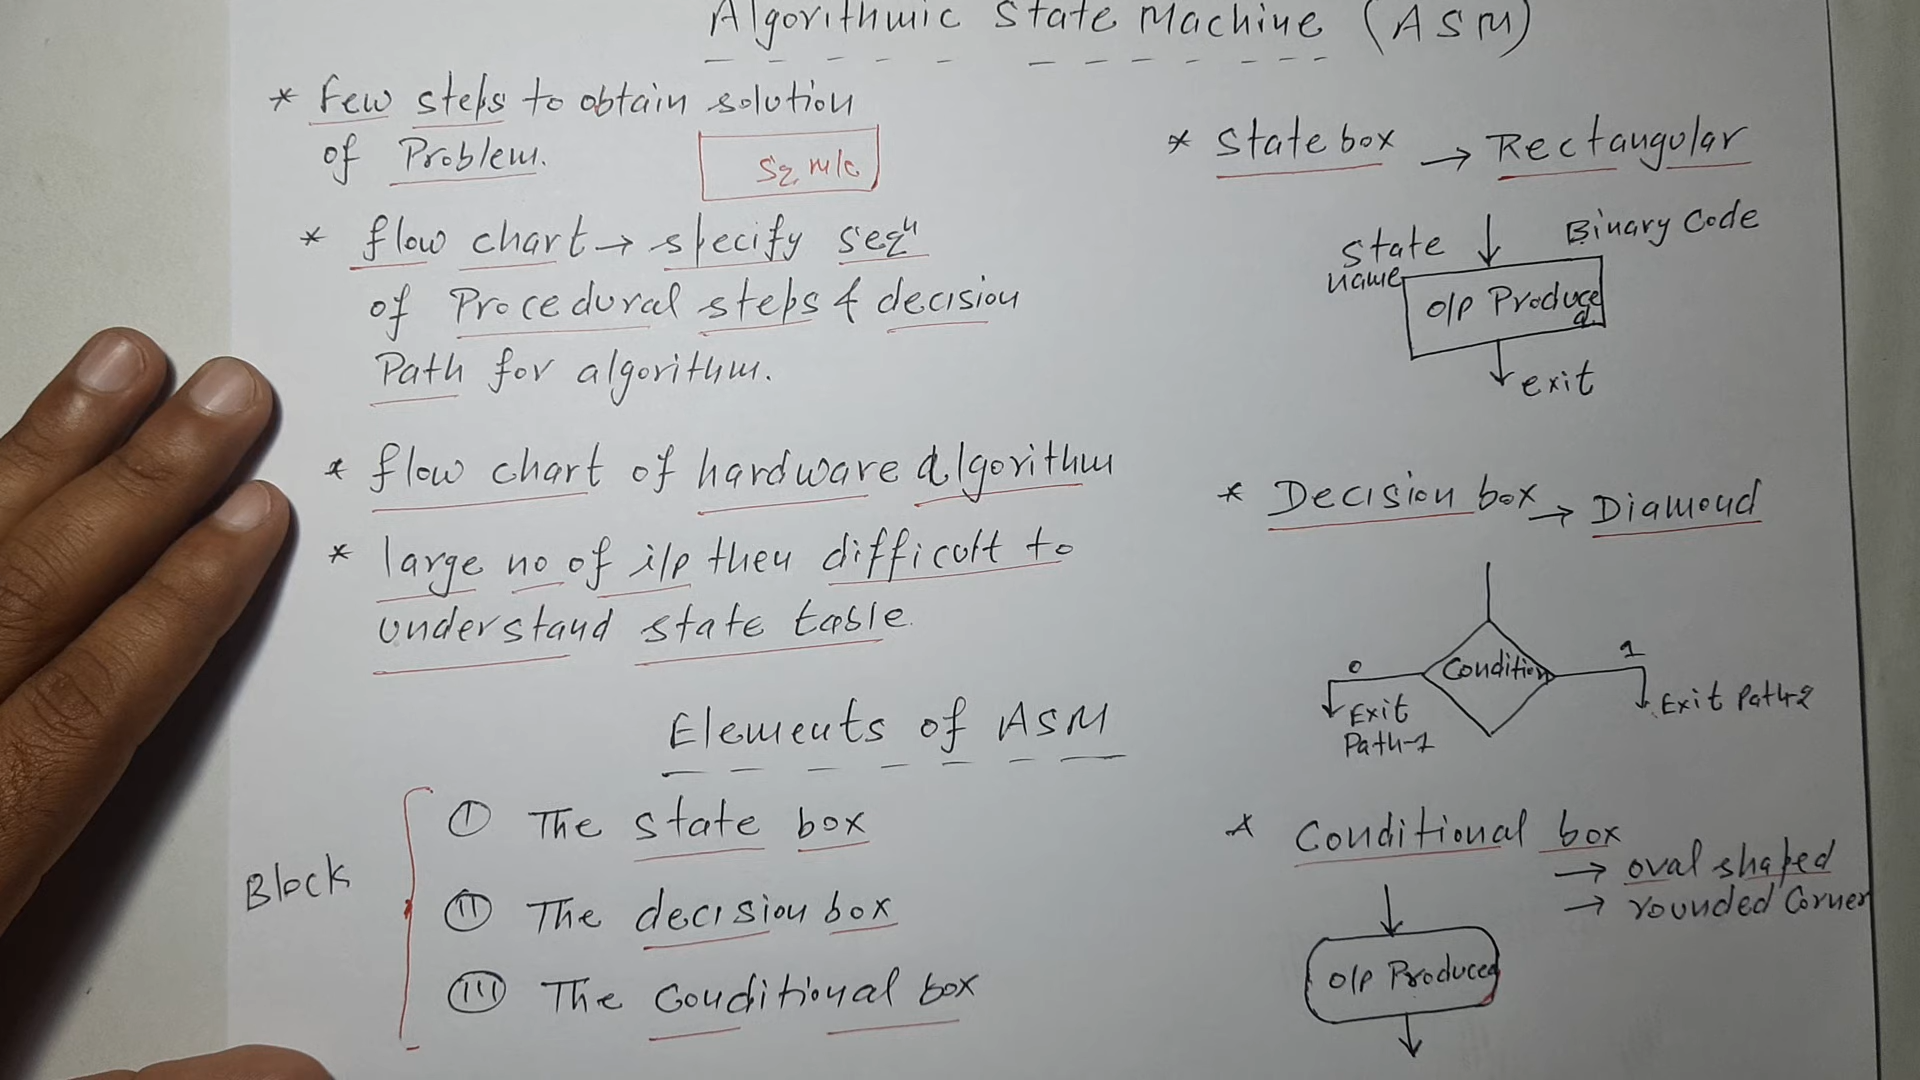 Algorithmic State Machine (ASM)
* Few steps to obtain solution
of Problem.
Sq m/c
* flow chart → specify seqⁿ
of Procedural steps & decision
Path for algorithm.
* flow chart of hardware algorithm
* large no of i/p then difficult to
understand state table.
Elements of ASM
Block
I The state box
II The decision box
III The conditional box
* State box → Rectangular
State name
Binary Code
O/p Produced
exit
* Decision box → Diamond
Condition
0
1
Exit
Path-1
Exit Path-2
* Conditional box
→ oval shaped
→ rounded Corner
O/p Produced